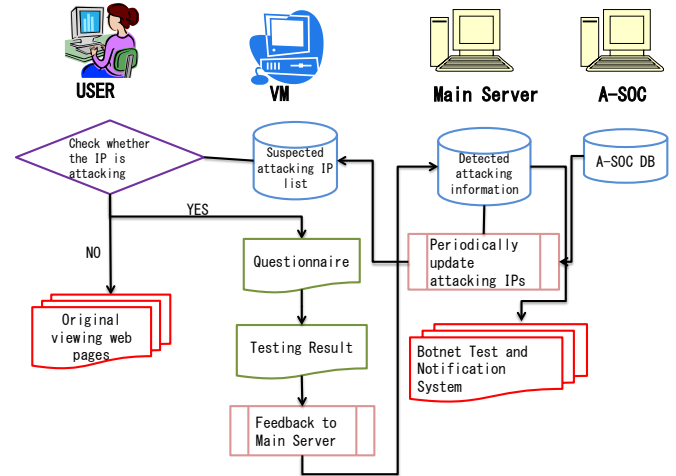 USER
VM
Main Server
A-SOC
Check whether
the IP is
attacking
Suspected
attacking IP
list
Detected
attacking
information
A-SOC DB
YES
NO
Questionnaire
Periodically
update
attacking IPs
Original
viewing web
pages
Testing Result
Botnet Test and
Notification
System
Feedback to
Main Server